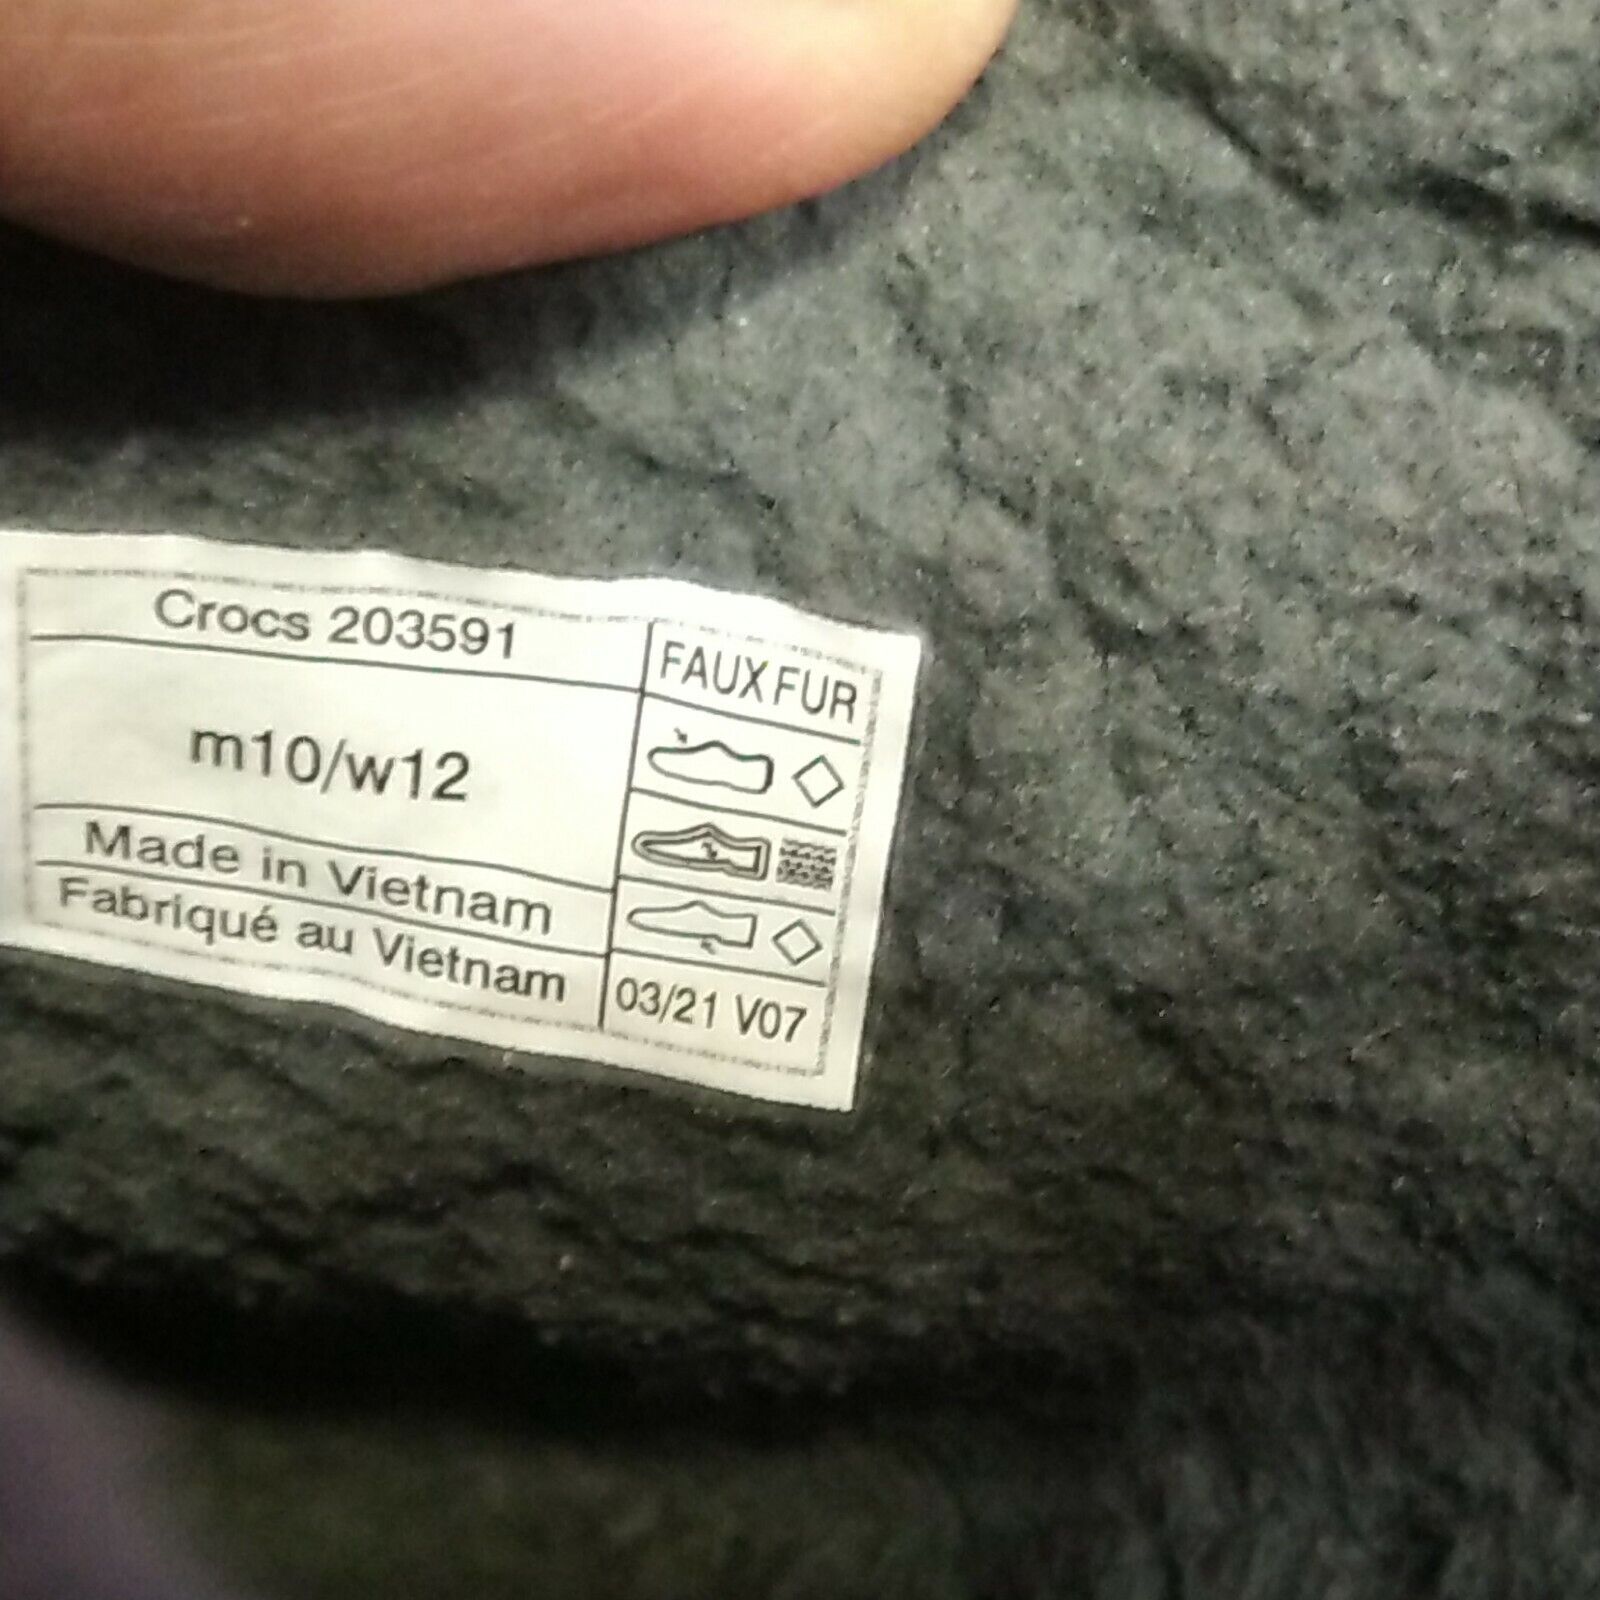 Crocs 203591
m10/w12
Made in Vietnam
Fabriqué au Vietnam
FAUX FUR
03/21 V07